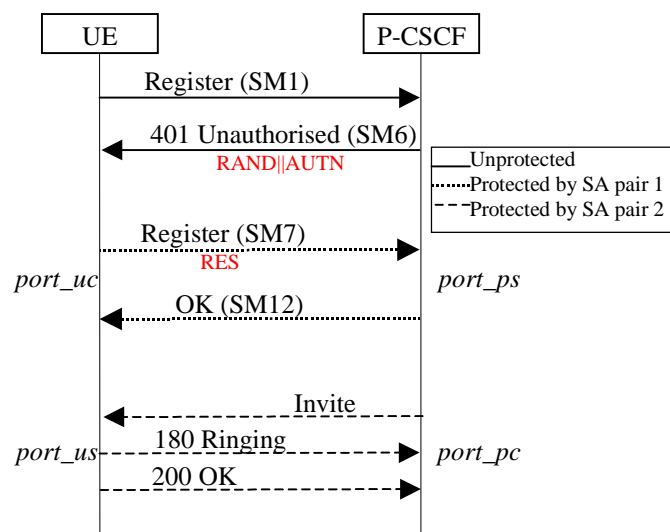 UE
P-CSCF
Register (SM1)
401 Unauthorised (SM6)
RAND||AUTN
Unprotected
Protected by SA pair 1
Protected by SA pair 2
Register (SM7)
RES
port_uc
port_ps
OK (SM12)
Invite
port_us
180 Ringing
port_pc
200 OK